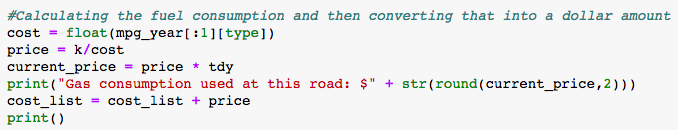 #Calculating the fuel consumption and then converting that into a dollar amount
cost = float(mpg_year[:1][type])
price = k/cost
current_price = price * tdy
print("Gas consumption used at this road: $" + str(round(current_price,2)))
cost_list = cost_list + price
print()